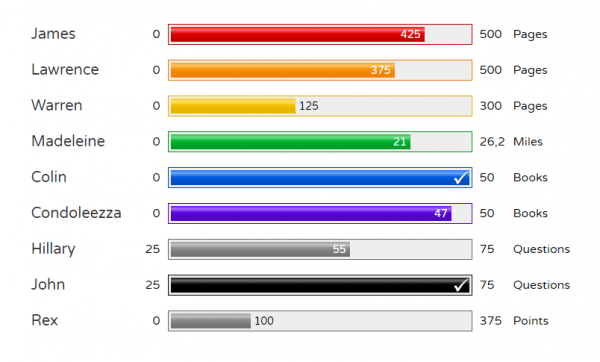 James 0 425 500 Pages
Lawrence 0 375 500 Pages
Warren 0 125 300 Pages
Madeleine 0 21 26,2 Miles
Colin 0 50 Books
Condoleezza 0 47 50 Books
Hillary 25 55 75 Questions
John 25 75 Questions
Rex 0 100 375 Points